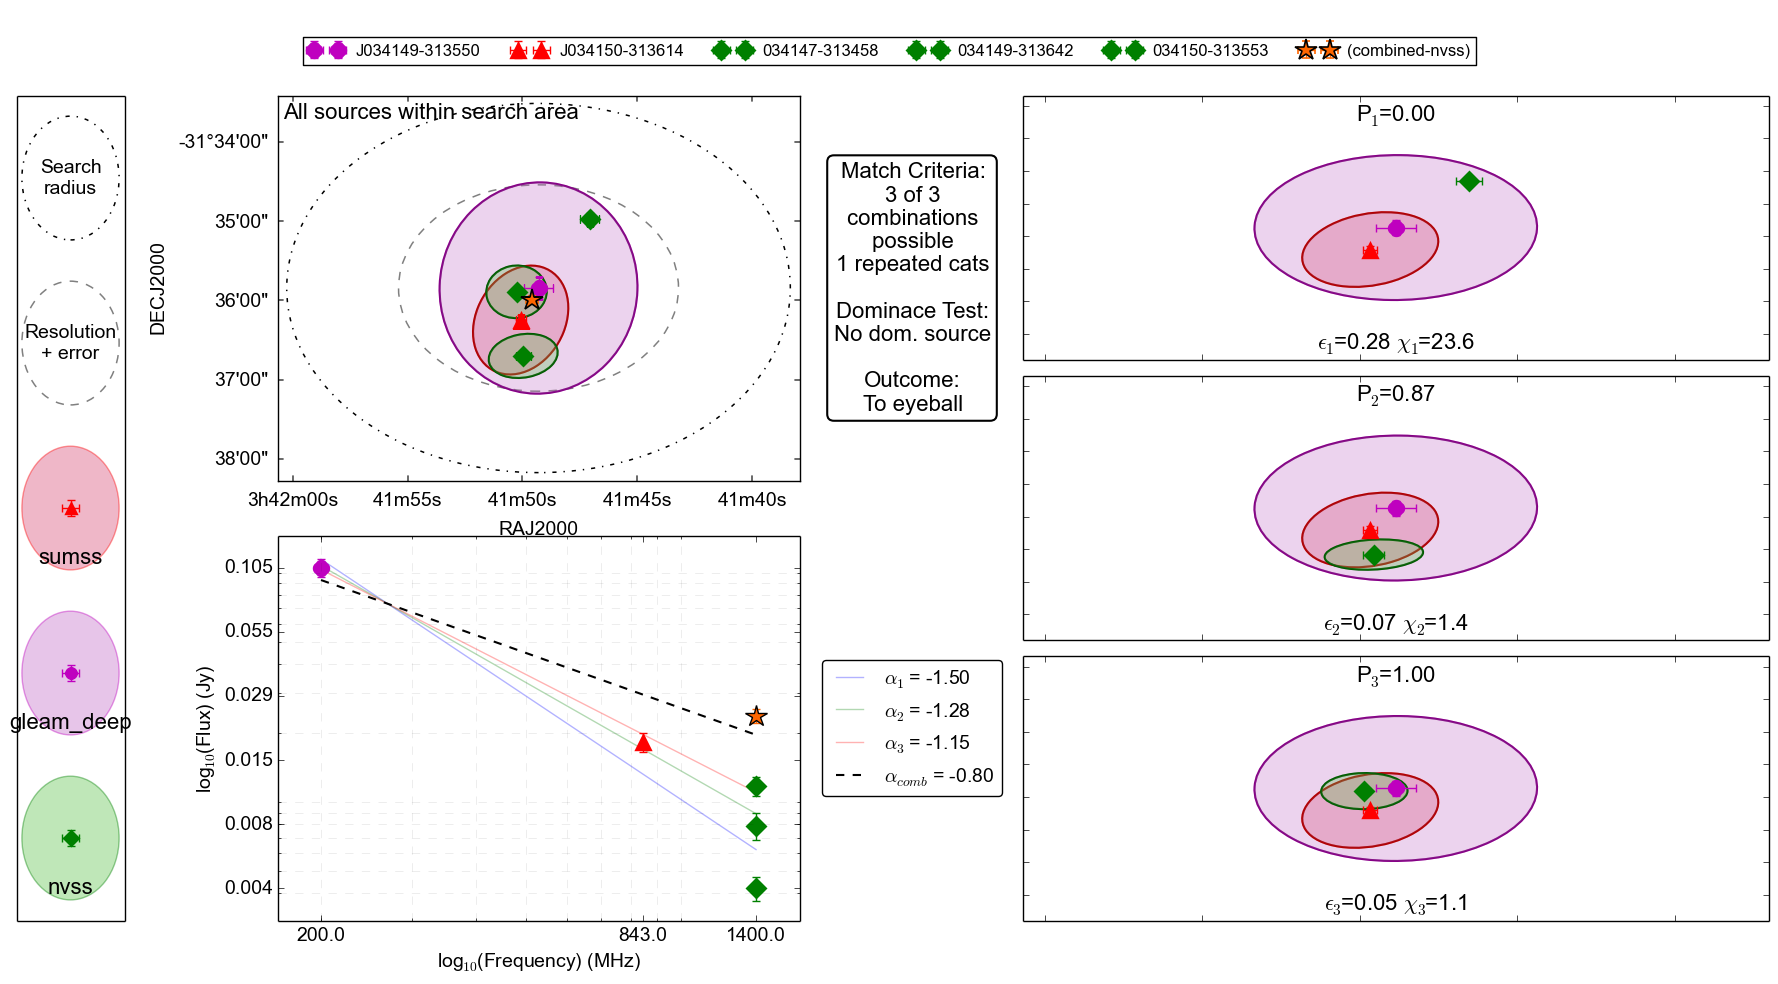 J034149-313550 J034150-313614 034147-313458 034149-313642 034150-313553 (combined-nvss)
Search
radius
Resolution
+ error
sumss
gleam_deep
nvss
All sources within search area
DECJ2000
-31°34'00"
35'00"
36'00"
37'00"
38'00"
3h42m00s 41m55s 41m50s 41m45s 41m40s
RAJ2000
Match Criteria:
3 of 3
combinations
possible
1 repeated cats
Dominace Test:
No dom. source
Outcome:
To eyeball
log₁₀(Flux) (Jy)
0.105
0.055
0.029
0.015
0.008
0.004
200.0 843.0 1400.0
log₁₀(Frequency) (MHz)
α₁ = -1.50
α₂ = -1.28
α₃ = -1.15
α_comb = -0.80
P₁=0.00
ϵ₁=0.28 χ₁=23.6
P₂=0.87
ϵ₂=0.07 χ₂=1.4
P₃=1.00
ϵ₃=0.05 χ₃=1.1